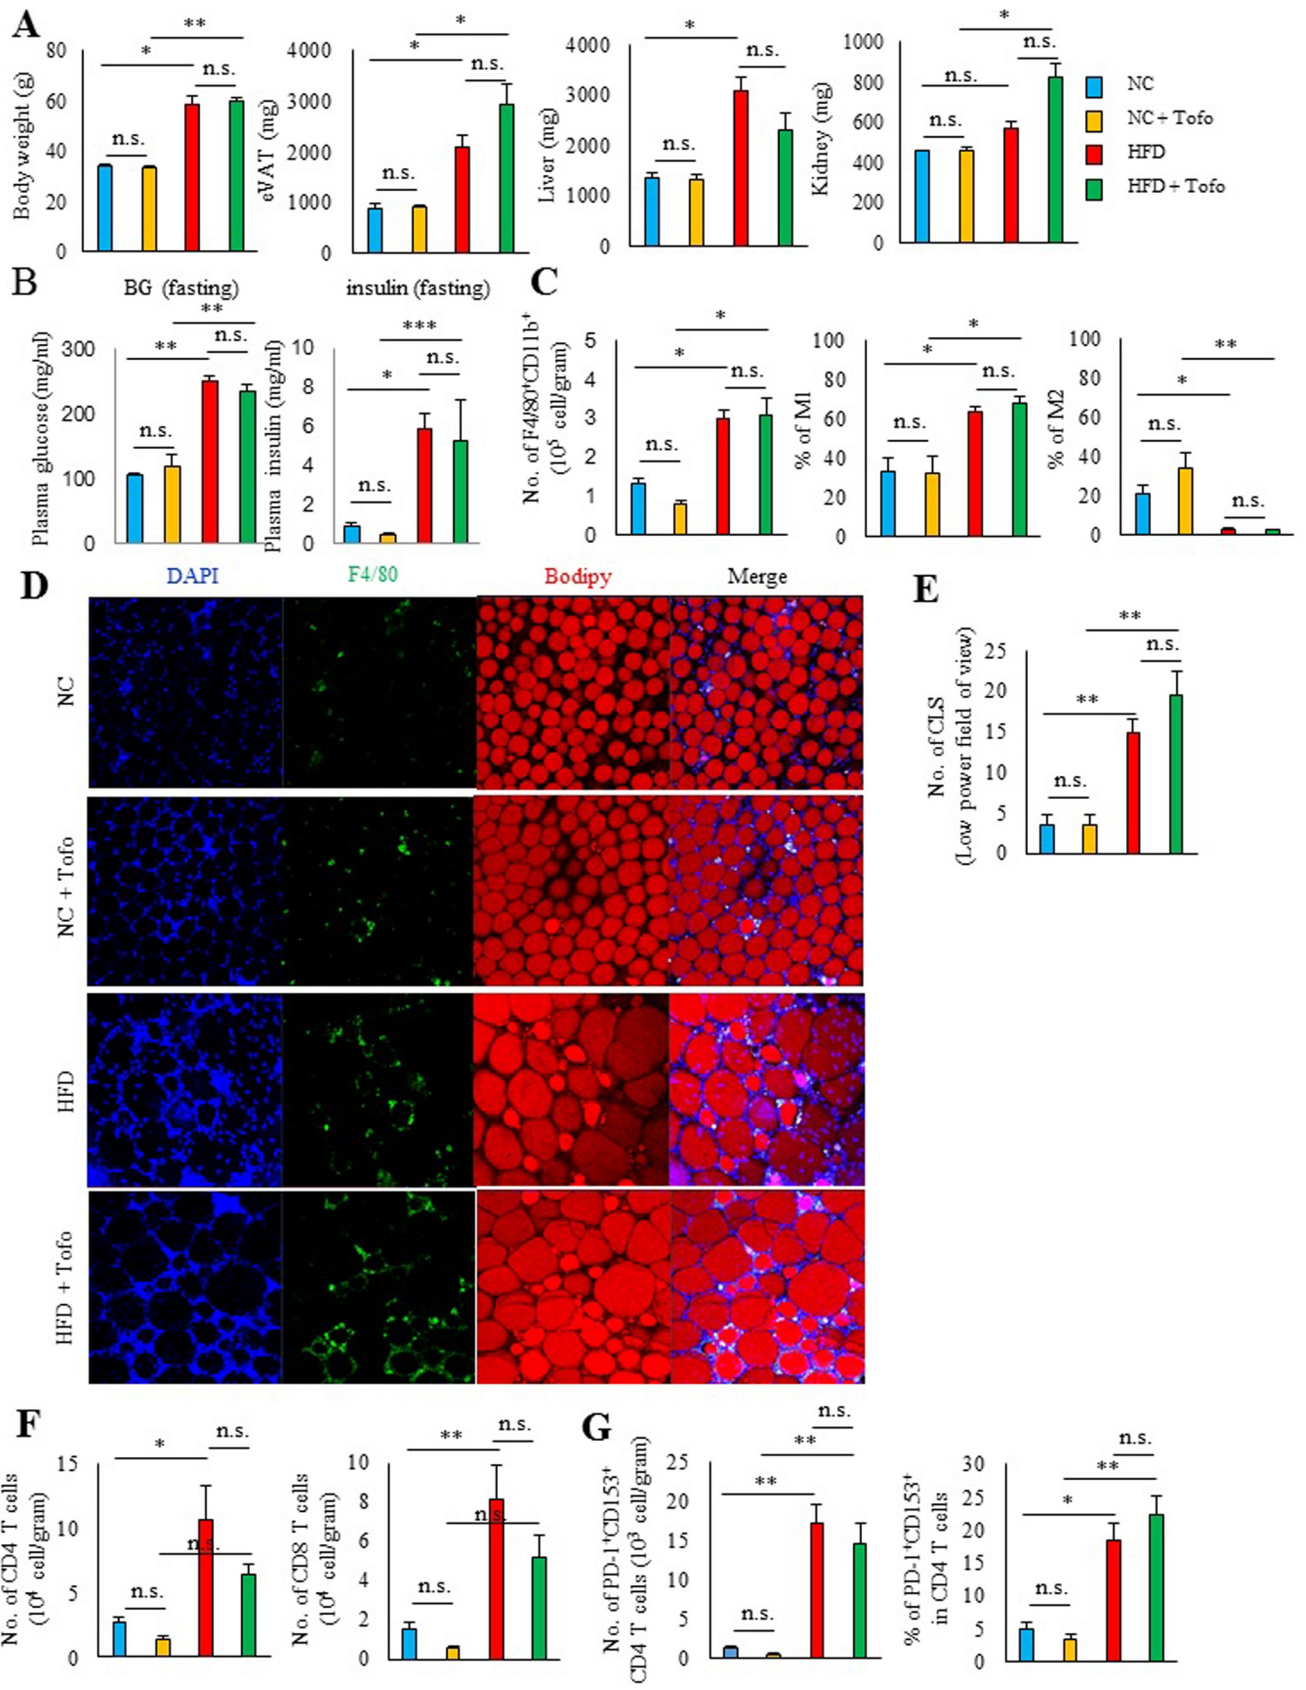 A
Body weight (g)
80
60
40
20
0
*
**
n.s.
n.s.
eVAT (mg)
4000
3000
2000
1000
0
*
*
n.s.
n.s.
Liver (mg)
4000
3000
2000
1000
0
*
n.s.
n.s.
Kidney (mg)
1000
800
600
400
200
0
*
n.s.
n.s.
n.s.
NC
NC + Tofo
HFD
HFD + Tofo
B
BG (fasting)
Plasma glucose (mg/ml)
300
200
100
0
**
**
n.s.
n.s.
insulin (fasting)
Plasma insulin (mg/ml)
10
8
6
4
2
0
***
*
n.s.
n.s.
C
No. of F4/80⁺CD11b⁺
(10⁵ cell/gram)
5
4
3
2
1
0
*
*
n.s.
n.s.
% of M1
100
80
60
40
20
0
*
*
n.s.
n.s.
% of M2
100
80
60
40
20
0
**
*
n.s.
n.s.
D
DAPI
F4/80
Bodipy
Merge
NC
NC + Tofo
HFD
HFD + Tofo
E
No. of CLS
(Low power field of view)
25
20
15
10
5
0
**
n.s.
**
n.s.
F
No. of CD4 T cells
(10⁴ cell/gram)
15
10
5
0
*
n.s.
n.s.
n.s.
No. of CD8 T cells
(10⁴ cell/gram)
10
8
6
4
2
0
**
n.s.
n.s.
n.s.
G
No. of PD-1⁺CD153⁺
CD4 T cells (10³ cell/gram)
25
20
15
10
5
0
n.s.
**
**
n.s.
% of PD-1⁺CD153⁺
in CD4 T cells
30
25
20
15
10
5
0
n.s.
**
*
n.s.